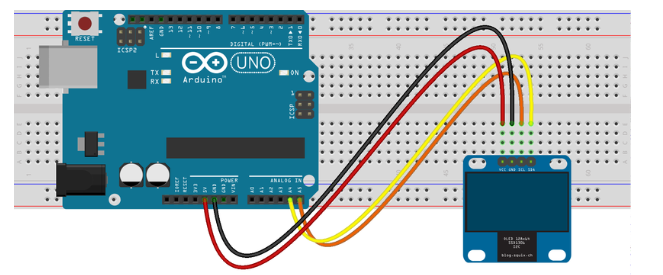 RESET
ICSP2
AREF
GND
13
12
~11
~10
~9
8
7
~6
~5
4
~3
2
TX▶1
RX◀0
DIGITAL (PWM~)
L
TX
RX
UNO
Arduino™
ON
ICSP
1
POWER
ANALOG IN
IOREF
RESET
3V3
5V
GND
GND
VIN
A0
A1
A2
A3
A4
A5
VCC GND SCL SDA
OLED 128x64
I2C